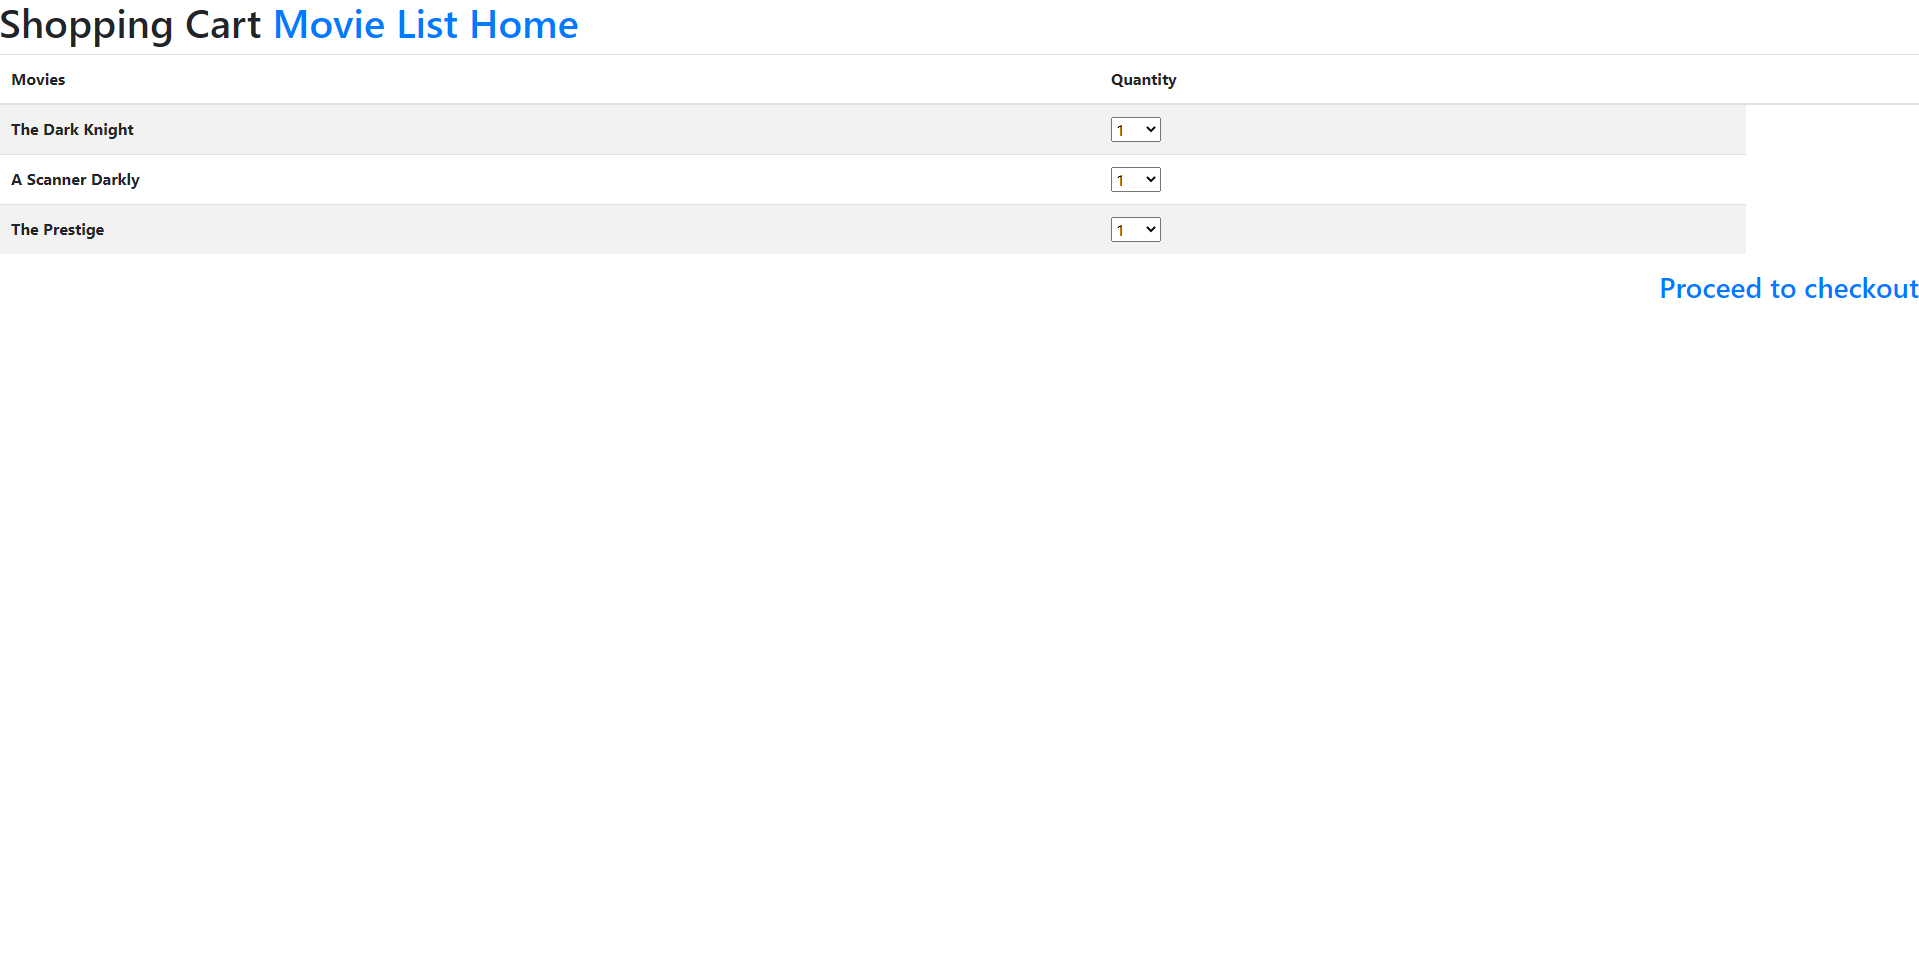 Shopping Cart Movie List Home
Movies Quantity
The Dark Knight 1
A Scanner Darkly 1
The Prestige 1
Proceed to checkout